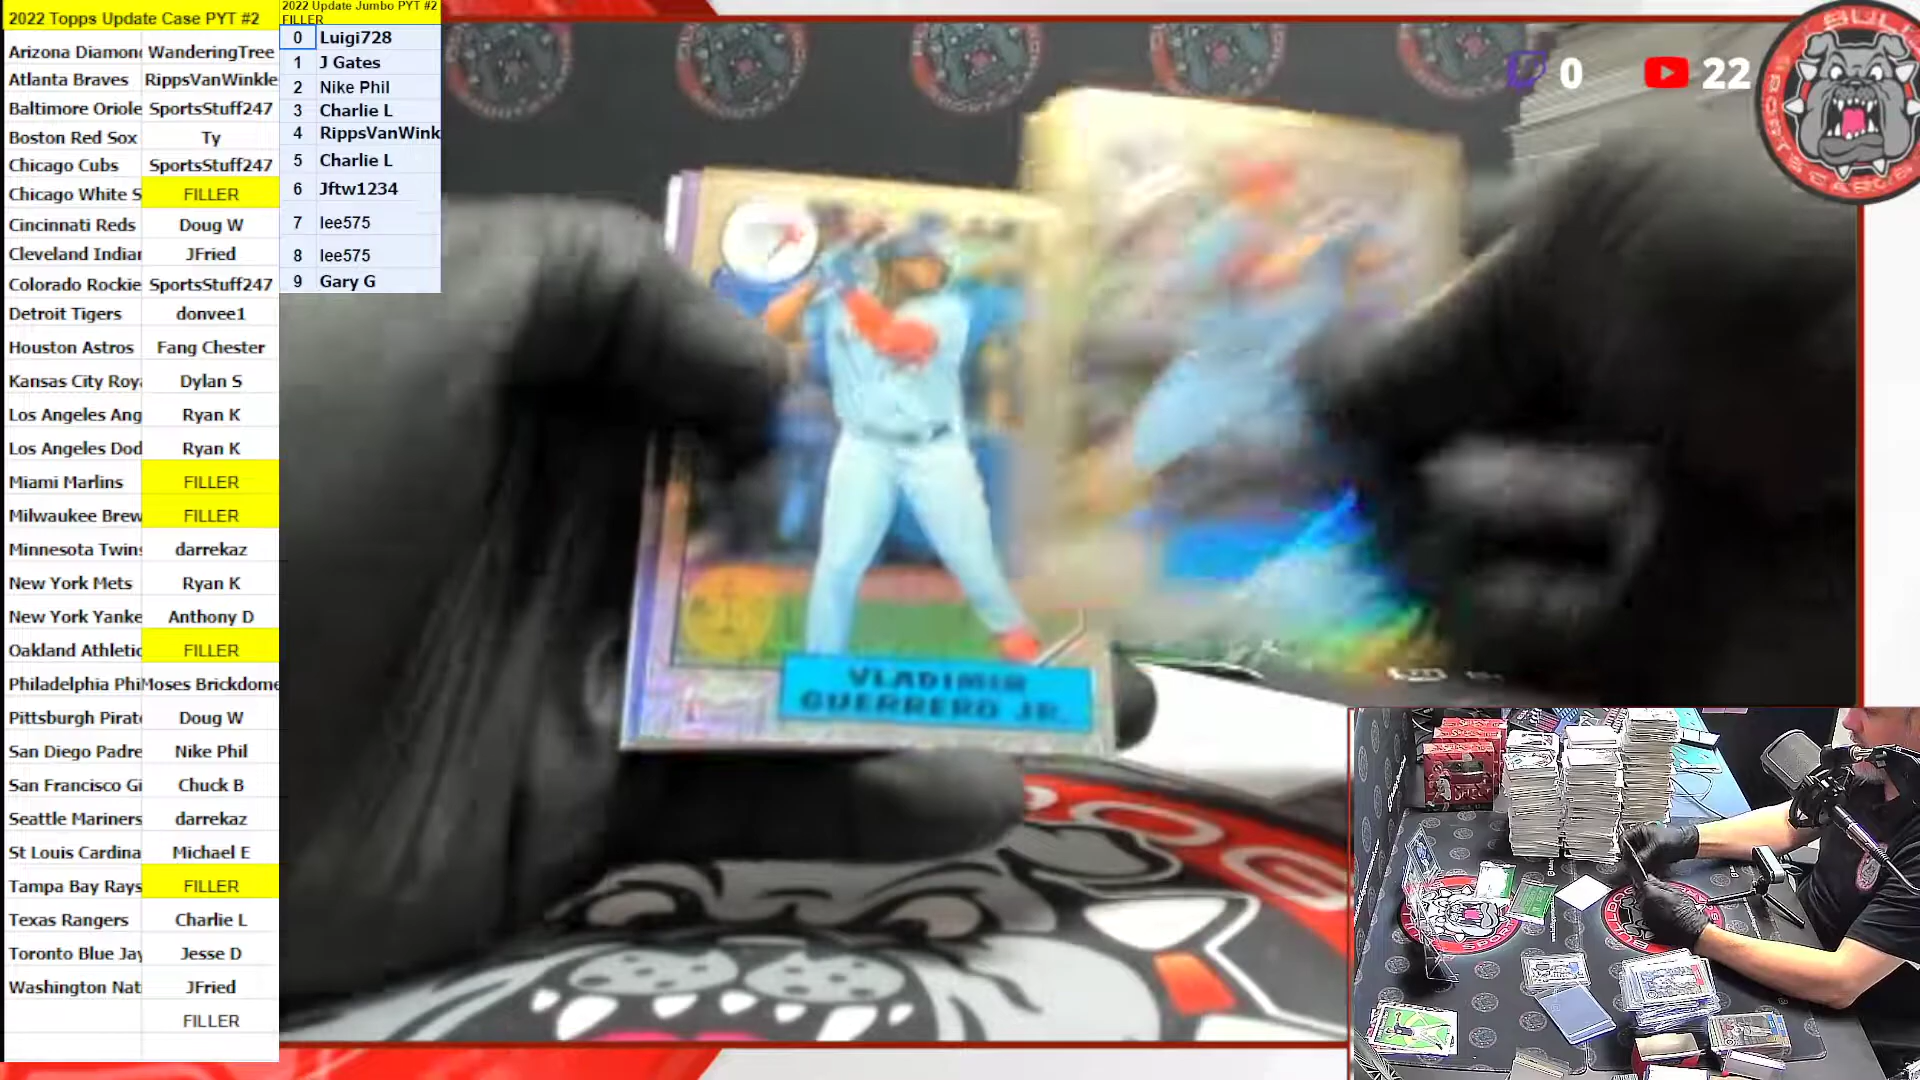 2022 Topps Update Case PYT #2
Arizona Diamon WanderingTree
Atlanta Braves RippsVanWinkle
Baltimore Oriole SportsStuff247
Boston Red Sox Ty
Chicago Cubs SportsStuff247
Chicago White S FILLER
Cincinnati Reds Doug W
Cleveland Indian JFried
Colorado Rockie SportsStuff247
Detroit Tigers donvee1
Houston Astros Fang Chester
Kansas City Roy Dylan S
Los Angeles Ang Ryan K
Los Angeles Dod Ryan K
Miami Marlins FILLER
Milwaukee Brew FILLER
Minnesota Twins darrekaz
New York Mets Ryan K
New York Yanke Anthony D
Oakland Athletic FILLER
Philadelphia Phi Moses Brickdome
Pittsburgh Pirat Doug W
San Diego Padre Nike Phil
San Francisco Gi Chuck B
Seattle Mariners darrekaz
St Louis Cardina Michael E
Tampa Bay Rays FILLER
Texas Rangers Charlie L
Toronto Blue Jay Jesse D
Washington Nat JFried
FILLER
2022 Update Jumbo PYT #2
FILLER
0 Luigi728
1 J Gates
2 Nike Phil
3 Charlie L
4 RippsVanWink
5 Charlie L
6 Jftw1234
7 lee575
8 lee575
9 Gary G
0 22
VLADIMIR
GUERRERO JR.